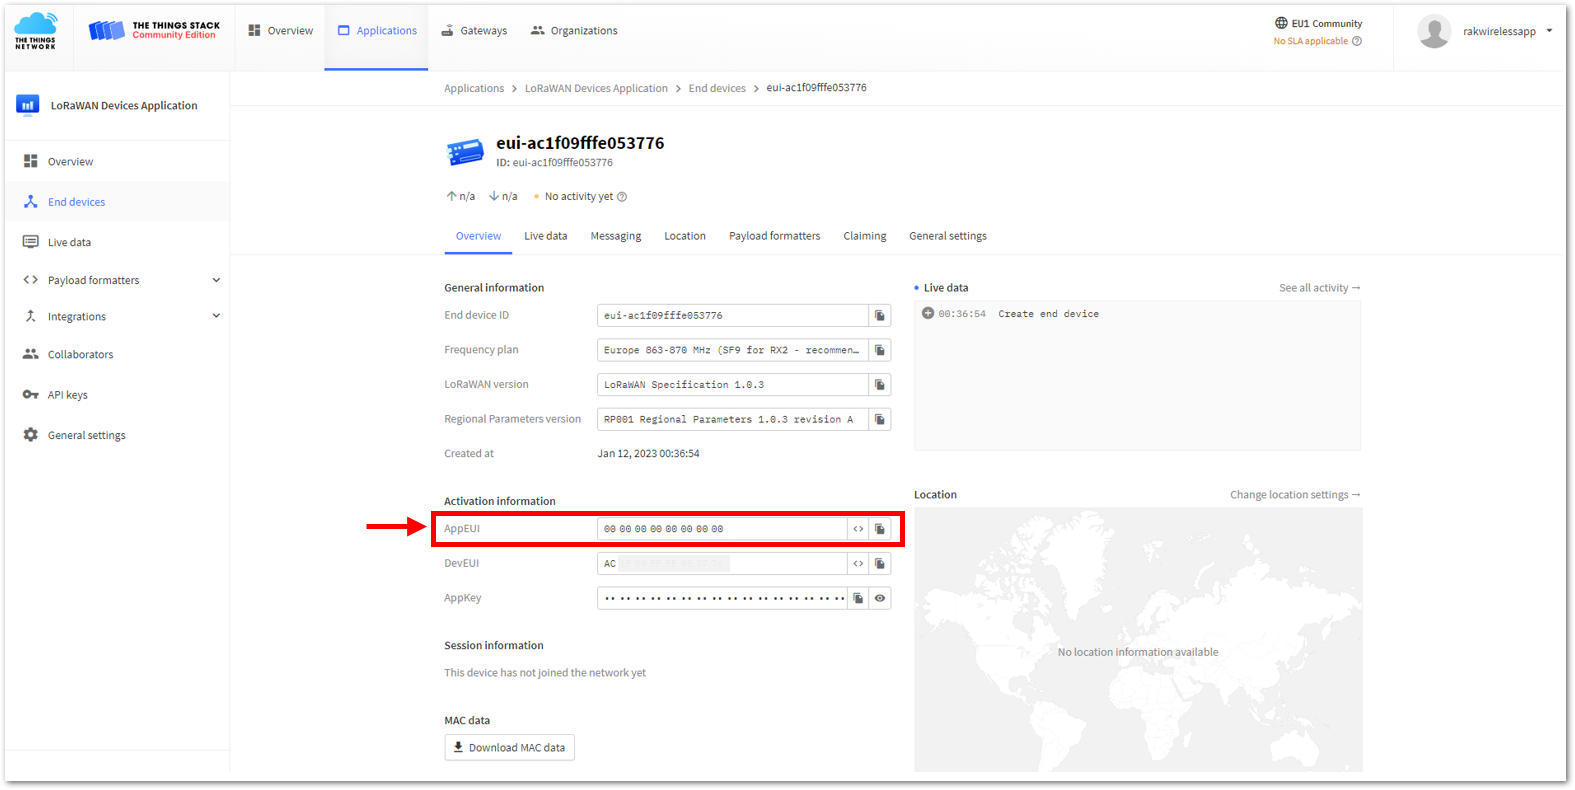 THE THINGS NETWORK
THE THINGS STACK
Community Edition
Overview
Applications
Gateways
Organizations
EU1 Community
No SLA applicable
rakwirelessapp
LoRaWAN Devices Application
Overview
End devices
Live data
Payload formatters
Integrations
Collaborators
API keys
General settings
Applications > LoRaWAN Devices Application > End devices > eui-ac1f09fffe053776
eui-ac1f09fffe053776
ID: eui-ac1f09fffe053776
↑ n/a ↓ n/a • No activity yet
Overview Live data Messaging Location Payload formatters Claiming General settings
General information
End device ID eui-ac1f09fffe053776
Frequency plan Europe 863-870 MHz (SF9 for RX2 - recommen…
LoRaWAN version LoRaWAN Specification 1.0.3
Regional Parameters version RP001 Regional Parameters 1.0.3 revision A
Created at Jan 12, 2023 00:36:54
Activation information
AppEUI 00 00 00 00 00 00 00 00
DevEUI AC
AppKey
Session information
This device has not joined the network yet
MAC data
Download MAC data
Live data
See all activity →
00:36:54 Create end device
Location
Change location settings →
No location information available